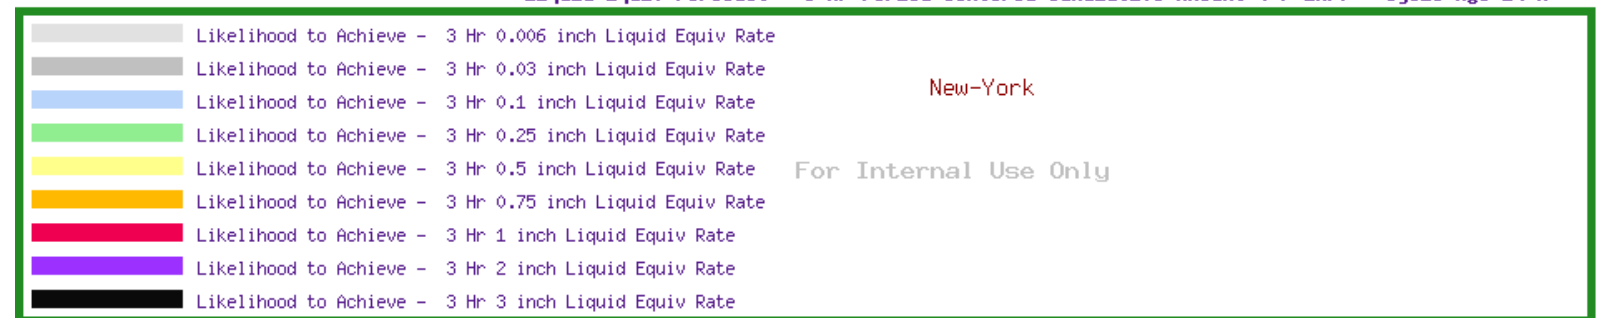 Likelihood to Achieve - 3 Hr 0.006 inch Liquid Equiv Rate
Likelihood to Achieve - 3 Hr 0.03 inch Liquid Equiv Rate
New-York
Likelihood to Achieve - 3 Hr 0.1 inch Liquid Equiv Rate
Likelihood to Achieve - 3 Hr 0.25 inch Liquid Equiv Rate
Likelihood to Achieve - 3 Hr 0.5 inch Liquid Equiv Rate
For Internal Use Only
Likelihood to Achieve - 3 Hr 0.75 inch Liquid Equiv Rate
Likelihood to Achieve - 3 Hr 1 inch Liquid Equiv Rate
Likelihood to Achieve - 3 Hr 2 inch Liquid Equiv Rate
Likelihood to Achieve - 3 Hr 3 inch Liquid Equiv Rate